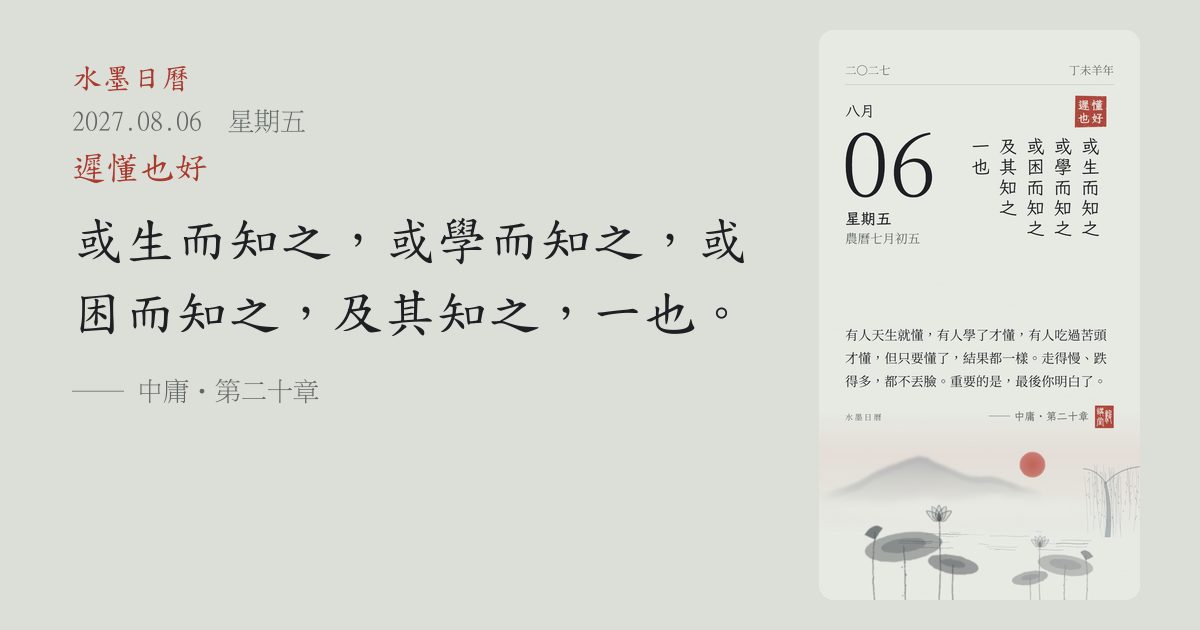 水墨日曆
2027.08.06 星期五
遲懂也好
或生而知之，或學而知之，或
困而知之，及其知之，一也。
—— 中庸・第二十章
二〇二七
丁未羊年
八月
06
星期五
農曆七月初五
懂好
遲也
或生而知之
或學而知之
或困而知之
及其知之
一也
有人天生就懂，有人學了才懂，有人吃過苦頭
才懂，但只要懂了，結果都一樣。走得慢、跌
得多，都不丟臉。重要的是，最後你明白了。
水墨日曆
—— 中庸・第二十章